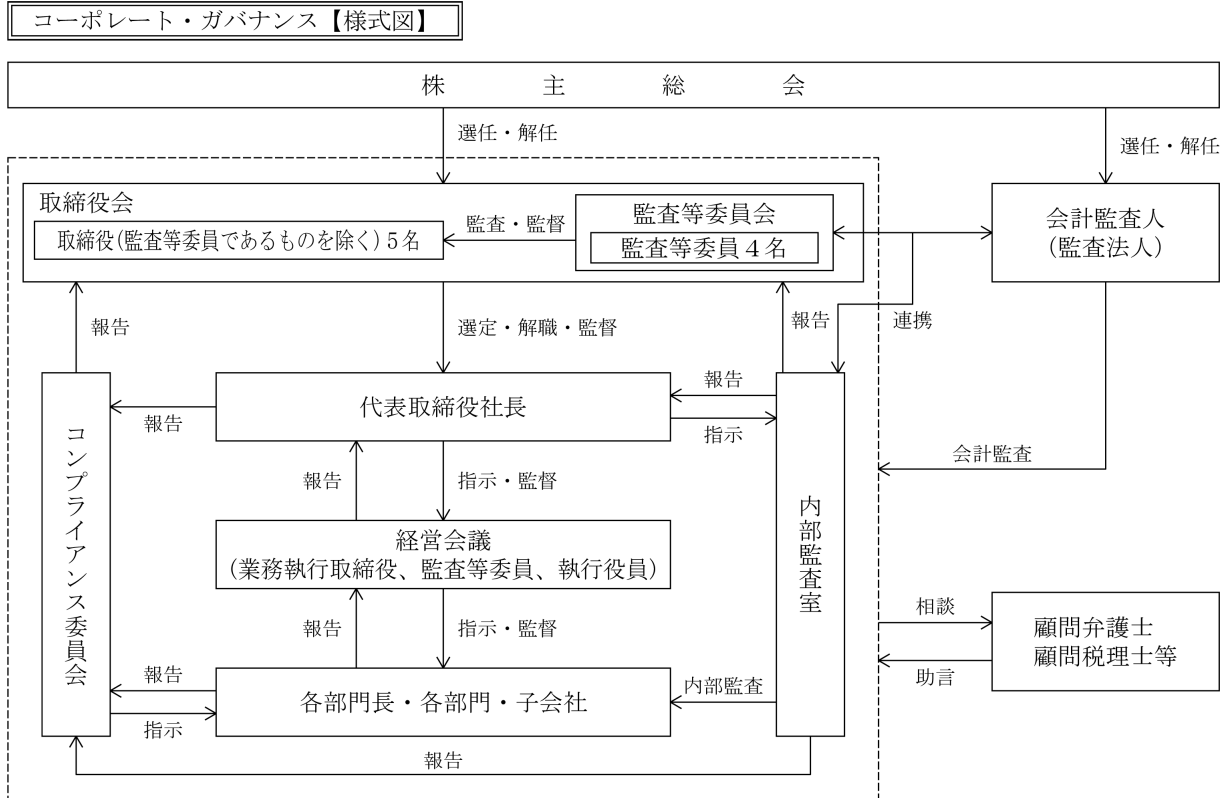 コーポレート・ガバナンス【様式図】
株主総会
選任・解任
選任・解任
取締役会
取締役(監査等委員であるものを除く)5名
監査・監督
監査等委員会
監査等委員4名
会計監査人
(監査法人)
報告
選定・解職・監督
報告
連携
代表取締役社長
報告
指示
報告
コンプライアンス委員会
内部監査室
会計監査
報告
指示・監督
経営会議
(業務執行取締役、監査等委員、執行役員)
報告
指示・監督
相談
助言
顧問弁護士
顧問税理士等
報告
指示
各部門長・各部門・子会社
内部監査
報告